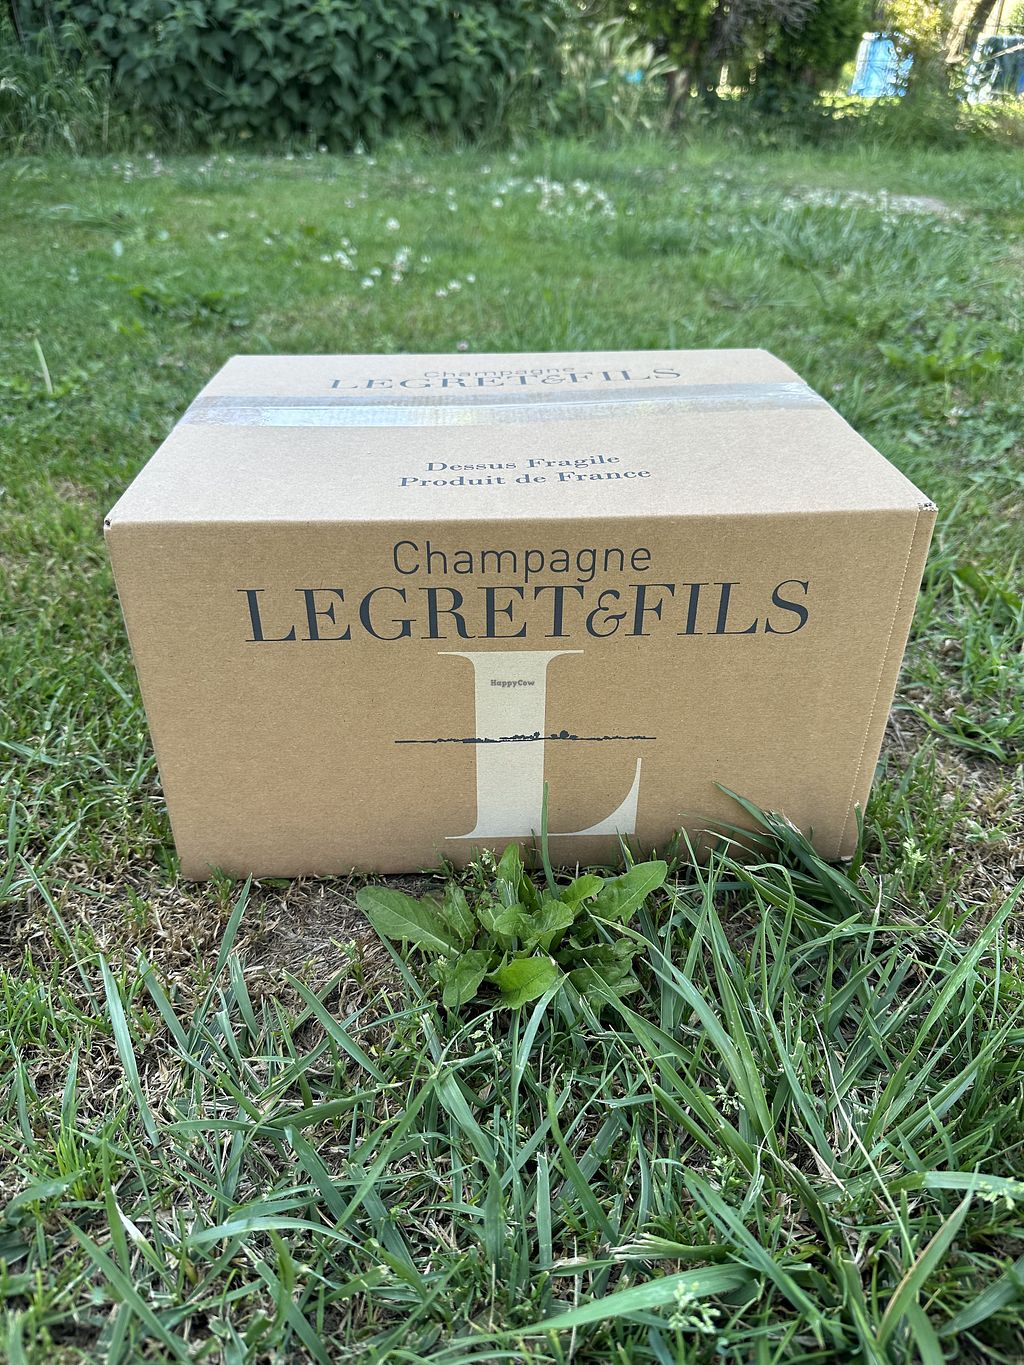 Champagne
LEGRET&FILS
Dessus Fragile
Produit de France
Champagne
LEGRET&FILS
L
HappyCow